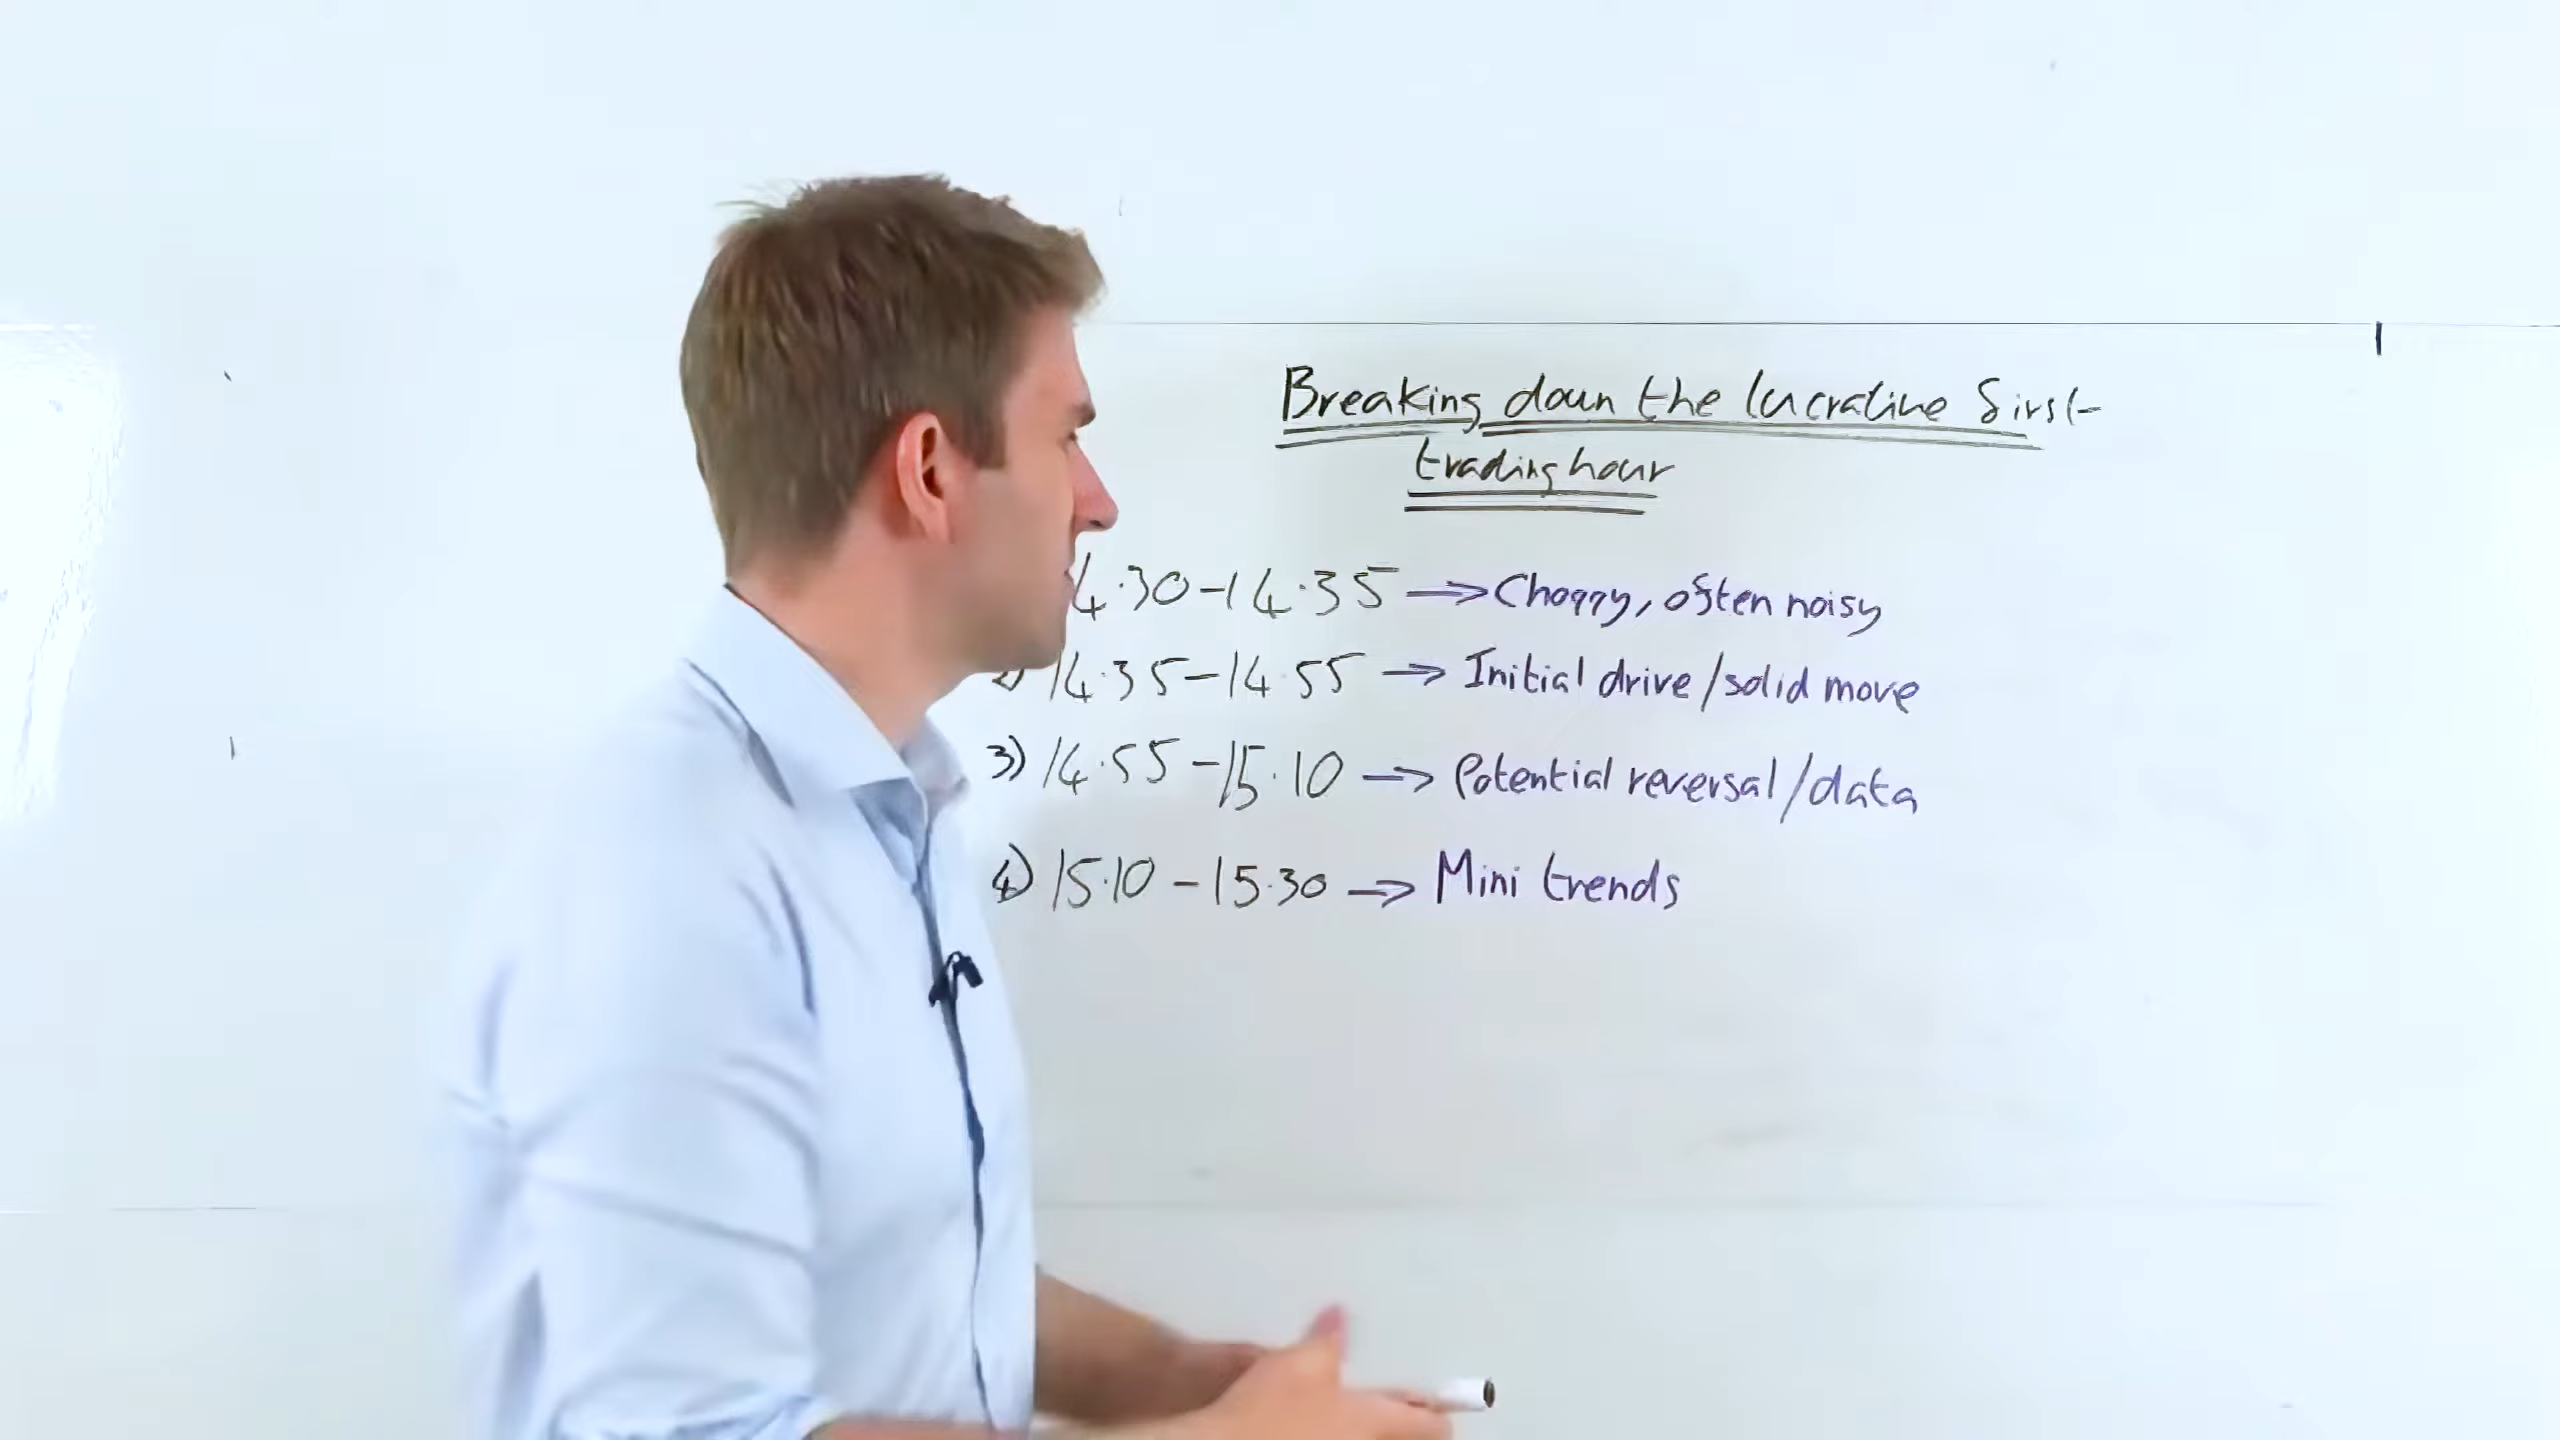 Breaking down the lucrative first
trading hour
4.30-14.35 → Choppy, often noisy
2) 14.35-14.55 → Initial drive/solid move
3) 14.55-15.10 → Potential reversal/data
4) 15.10-15.30 → Mini trends